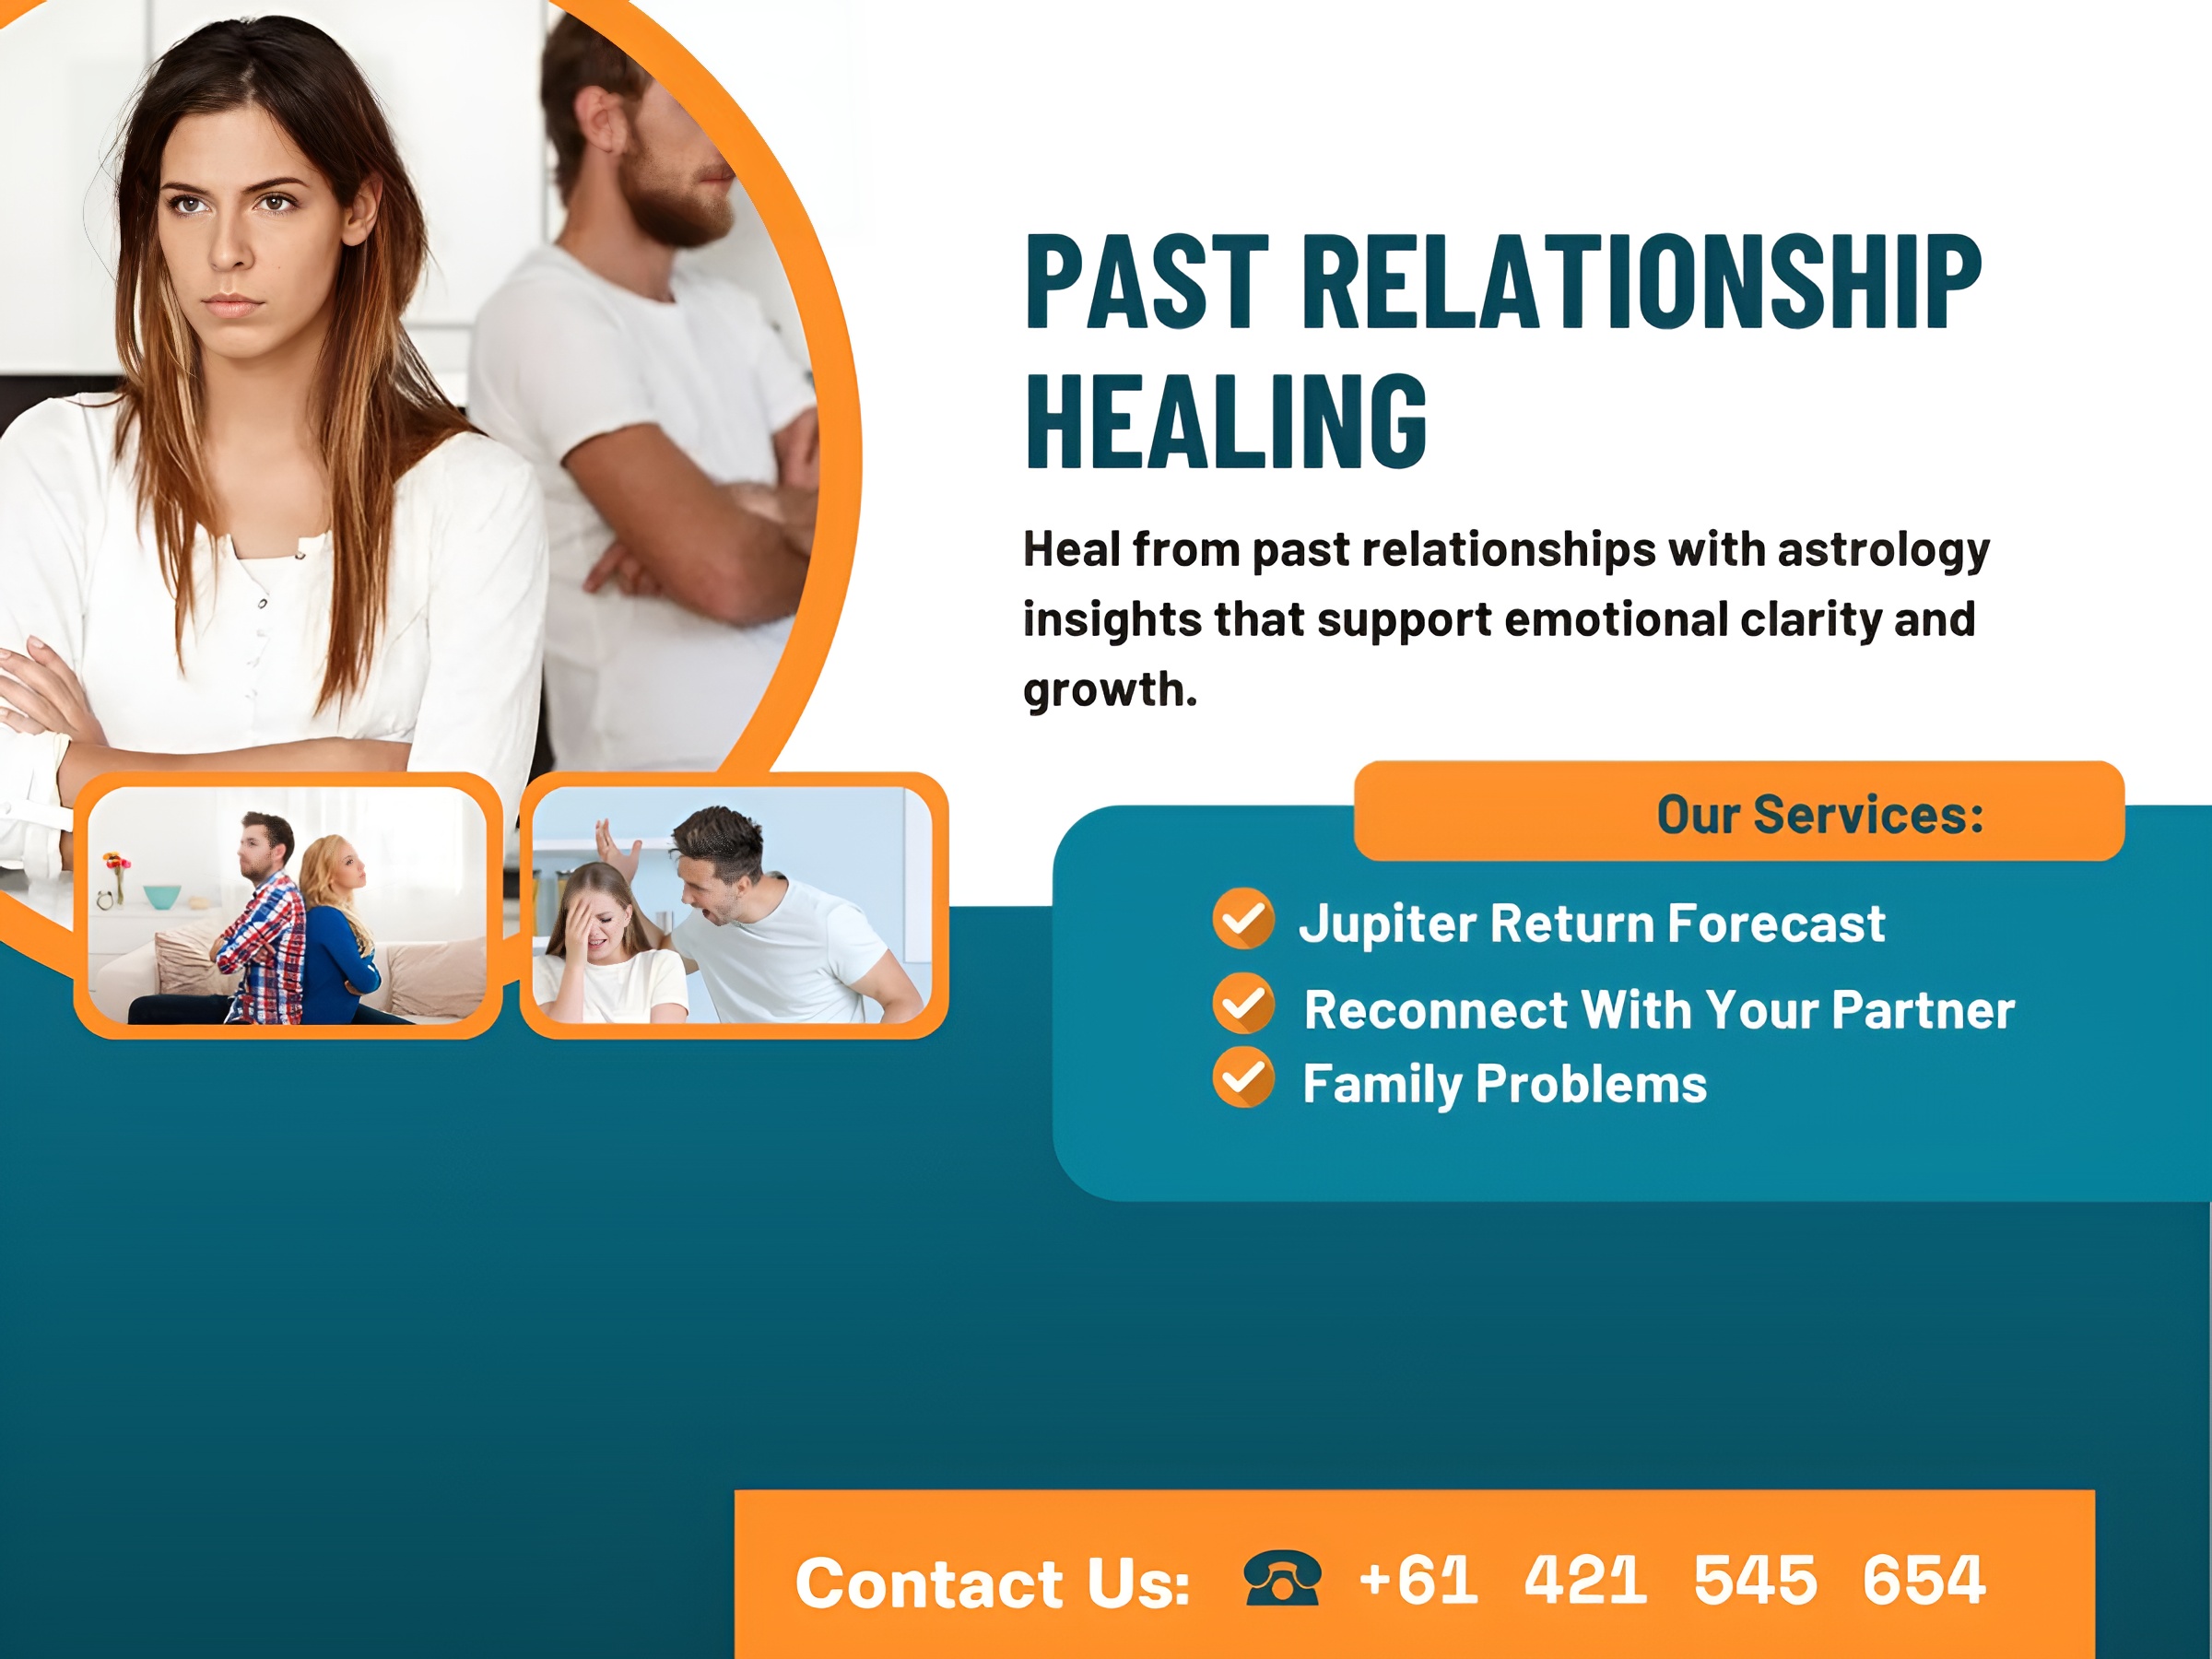 PAST RELATIONSHIP
HEALING
Heal from past relationships with astrology
insights that support emotional clarity and
growth.
Our Services:
Jupiter Return Forecast
Reconnect With Your Partner
Family Problems
Contact Us: ☎ +61 421 545 654